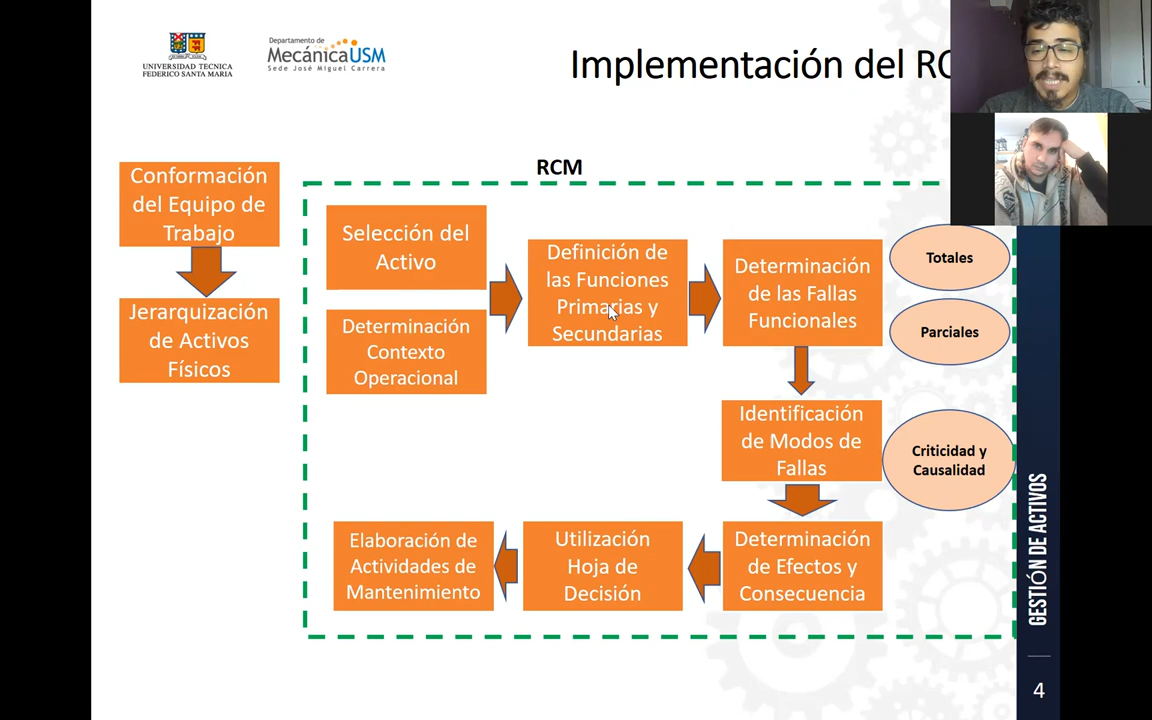 UNIVERSIDAD TECNICA
FEDERICO SANTA MARIA
Departamento de
MecánicaUSM
Sede José Miguel Carrera
Implementación del RC
RCM
Conformación
del Equipo de
Trabajo
Jerarquización
de Activos
Físicos
Selección del
Activo
Determinación
Contexto
Operacional
Definición de
las Funciones
Primarias y
Secundarias
Determinación
de las Fallas
Funcionales
Totales
Parciales
Identificación
de Modos de
Fallas
Criticidad y
Causalidad
Determinación
de Efectos y
Consecuencia
Utilización
Hoja de
Decisión
Elaboración de
Actividades de
Mantenimiento
GESTIÓN DE ACTIVOS
4